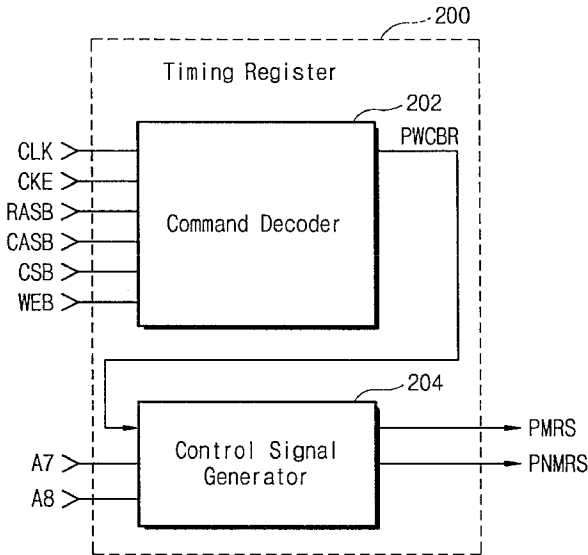 200
Timing Register
202
CLK
CKE
RASB
CASB
CSB
WEB
Command Decoder
PWCBR
204
A7
A8
Control Signal
Generator
PMRS
PNMRS